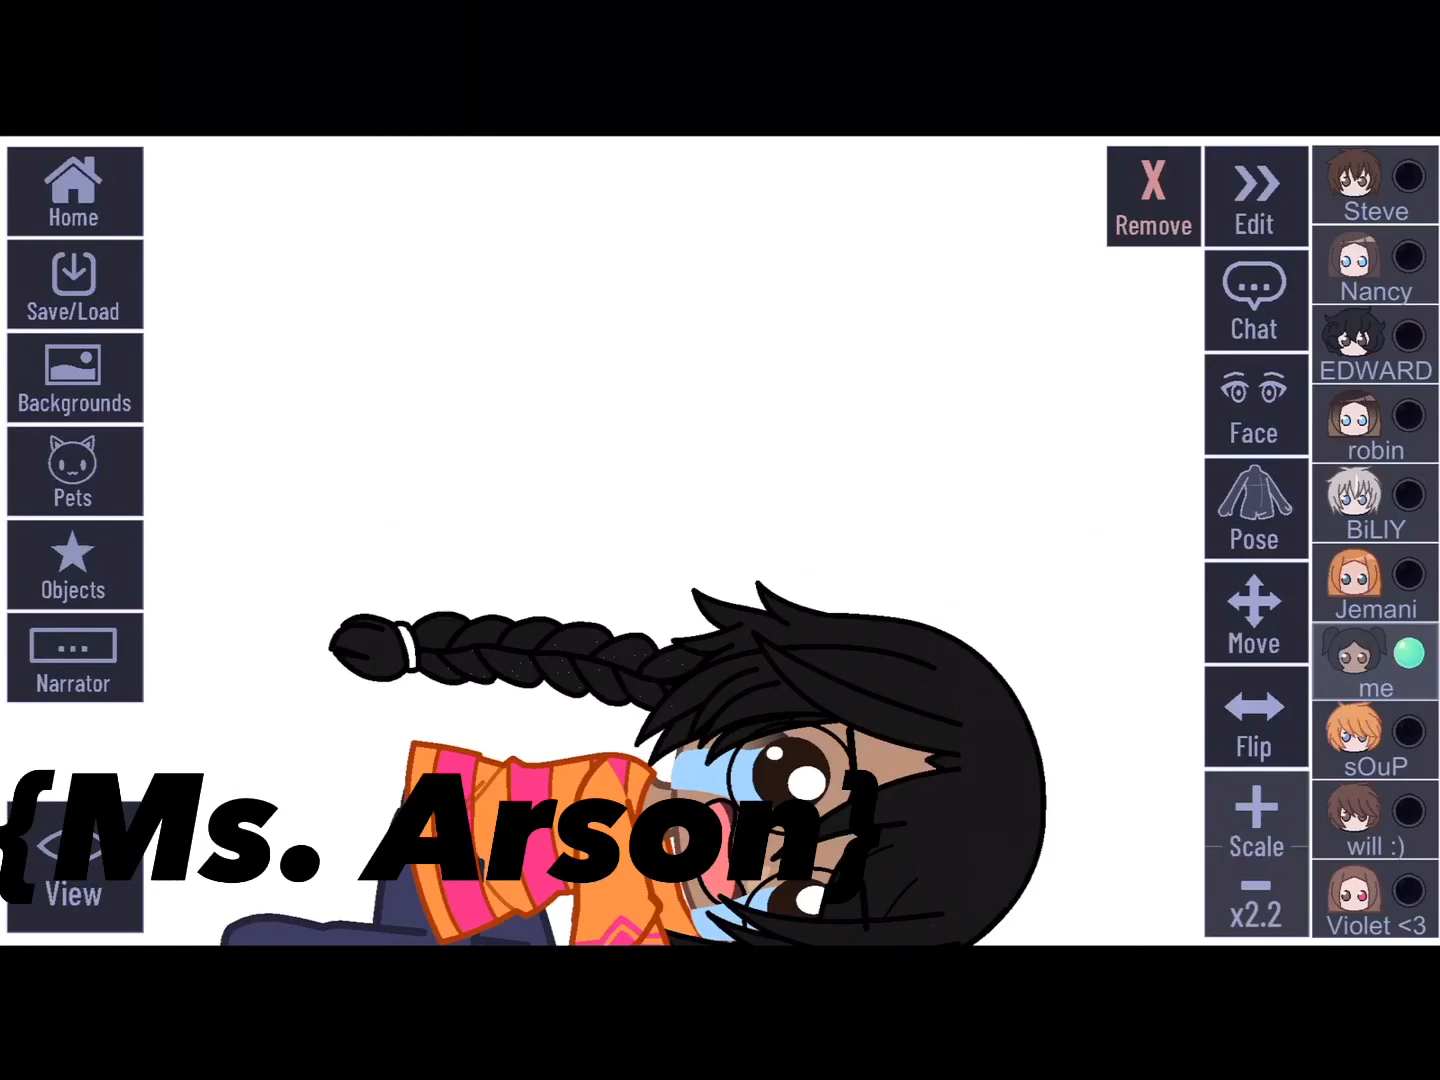 Home
Save/Load
Backgrounds
Pets
Objects
Narrator
View
{Ms. Arson}
X
Remove
Edit
Chat
Face
Pose
Move
Flip
Scale
x2.2
Steve
Nancy
EDWARD
robin
BiLlY
Jemani
me
sOuP
will :)
Violet <3